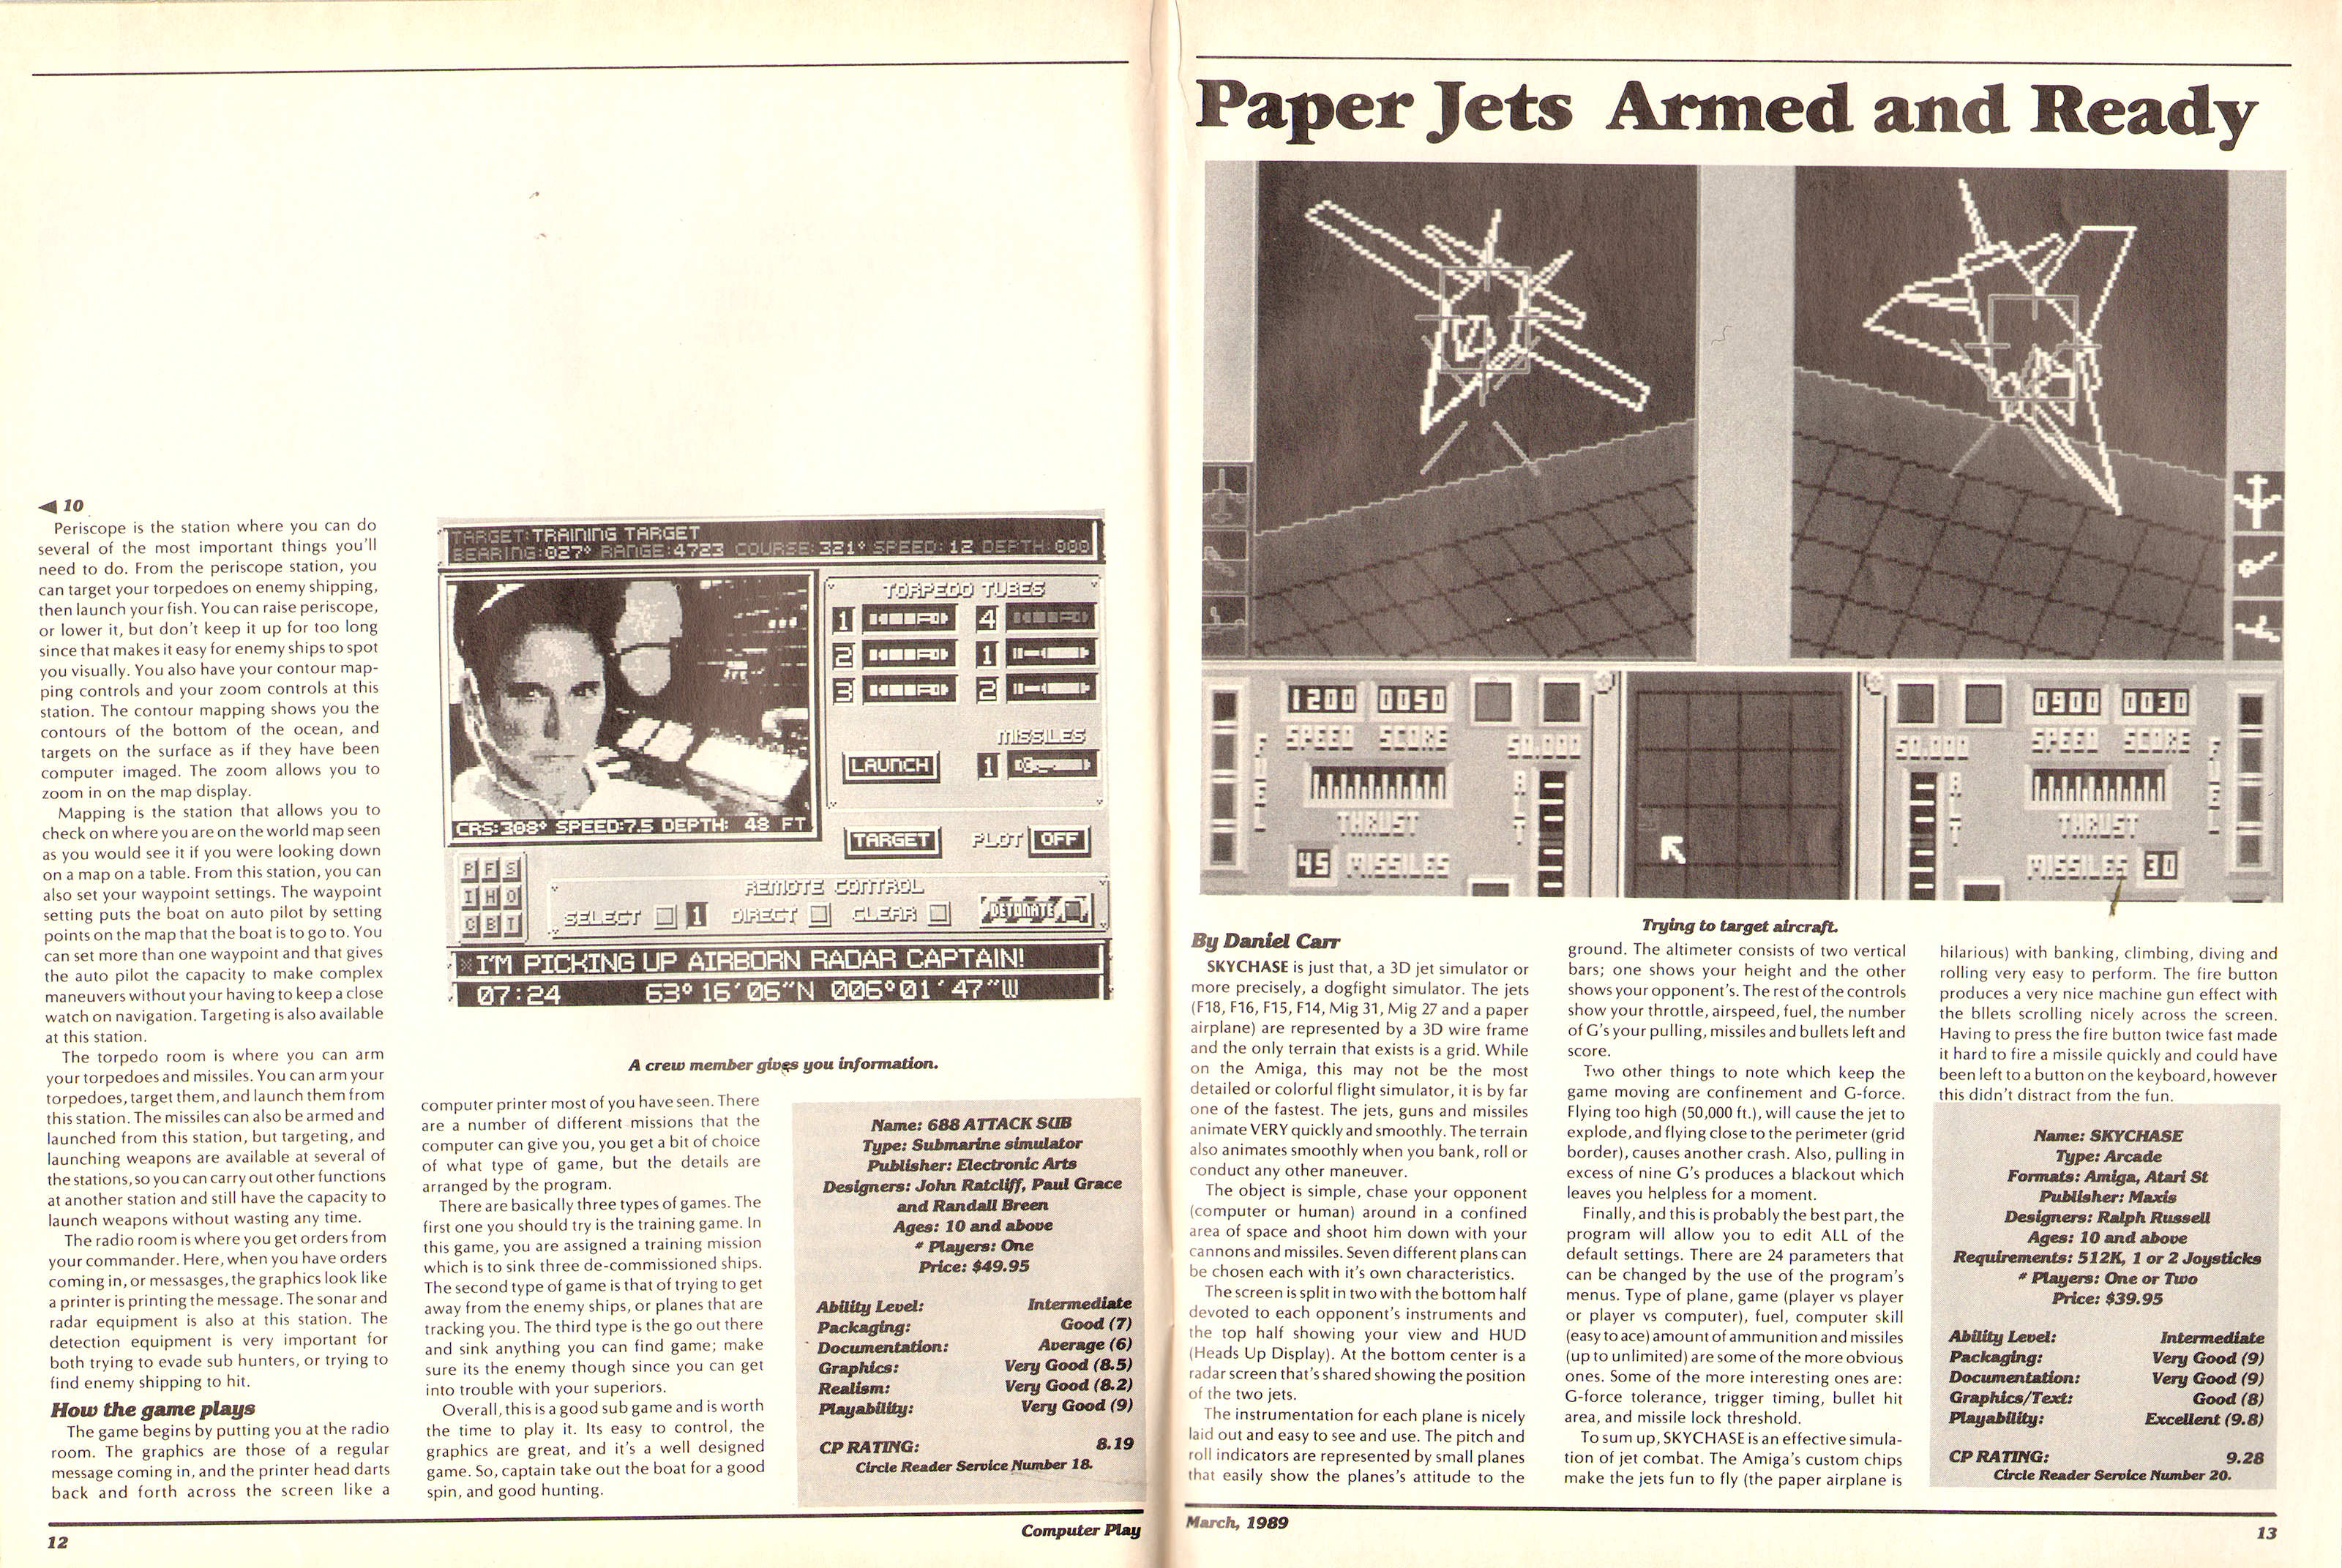 ◄ 10
Periscope is the station where you can do
several of the most important things you'll
need to do. From the periscope station, you
can target your torpedoes on enemy shipping,
then launch your fish. You can raise periscope,
or lower it, but don't keep it up for too long
since that makes it easy for enemy ships to spot
you visually. You also have your contour map-
ping controls and your zoom controls at this
station. The contour mapping shows you the
contours of the bottom of the ocean, and
targets on the surface as if they have been
computer imaged. The zoom allows you to
zoom in on the map display.
Mapping is the station that allows you to
check on where you are on the world map seen
as you would see it if you were looking down
on a map on a table. From this station, you can
also set your waypoint settings. The waypoint
setting puts the boat on auto pilot by setting
points on the map that the boat is to go to. You
can set more than one waypoint and that gives
the auto pilot the capacity to make complex
maneuvers without your having to keep a close
watch on navigation. Targeting is also available
at this station.
The torpedo room is where you can arm
your torpedoes and missiles. You can arm your
torpedoes, target them, and launch them from
this station. The missiles can also be armed and
launched from this station, but targeting, and
launching weapons are available at several of
the stations, so you can carry out other functions
at another station and still have the capacity to
launch weapons without wasting any time.
The radio room is where you get orders from
your commander. Here, when you have orders
coming in, or messasges, the graphics look like
a printer is printing the message. The sonar and
radar equipment is also at this station. The
detection equipment is very important for
both trying to evade sub hunters, or trying to
find enemy shipping to hit.
How the game plays
The game begins by putting you at the radio
room. The graphics are those of a regular
message coming in, and the printer head darts
back and forth across the screen like a
TARGET:TRAINING TARGET
BEARING:027° RANGE:4723 COURSE:321° SPEED:12 DEPTH:000
TORPEDO TUBES
1 4
2 1
3 2
MISSILES
LAUNCH 1
CRS:308° SPEED:7.5 DEPTH: 48 FT
TARGET PLOT OFF
P F S
I H O
C B T
REMOTE CONTROL
SELECT 1 DIRECT CLEAR DETONATE
I'M PICKING UP AIRBORN RADAR CAPTAIN!
07:24 63°16'06"N 006°01'47"W
A crew member gives you information.
computer printer most of you have seen. There
are a number of different missions that the
computer can give you, you get a bit of choice
of what type of game, but the details are
arranged by the program.
There are basically three types of games. The
first one you should try is the training game. In
this game, you are assigned a training mission
which is to sink three de-commissioned ships.
The second type of game is that of trying to get
away from the enemy ships, or planes that are
tracking you. The third type is the go out there
and sink anything you can find game; make
sure its the enemy though since you can get
into trouble with your superiors.
Overall, this is a good sub game and is worth
the time to play it. Its easy to control, the
graphics are great, and it's a well designed
game. So, captain take out the boat for a good
spin, and good hunting.
Name: 688 ATTACK SUB
Type: Submarine simulator
Publisher: Electronic Arts
Designers: John Ratcliff, Paul Grace
and Randall Breen
Ages: 10 and above
# Players: One
Price: $49.95
Ability Level: Intermediate
Packaging: Good (7)
Documentation: Average (6)
Graphics: Very Good (8.5)
Realism: Very Good (8.2)
Playability: Very Good (9)
CP RATING: 8.19
Circle Reader Service Number 18.
12
Computer Play
Paper Jets Armed and Ready
1200 0050
SPEED SCORE 50,000
FUEL
THRUST
ALT
45 MISSILES
0900 0030
50,000 SPEED SCORE
ALT
FUEL
THRUST
MISSILES 30
Trying to target aircraft.
By Daniel Carr
SKYCHASE is just that, a 3D jet simulator or
more precisely, a dogfight simulator. The jets
(F18, F16, F15, F14, Mig 31, Mig 27 and a paper
airplane) are represented by a 3D wire frame
and the only terrain that exists is a grid. While
on the Amiga, this may not be the most
detailed or colorful flight simulator, it is by far
one of the fastest. The jets, guns and missiles
animate VERY quickly and smoothly. The terrain
also animates smoothly when you bank, roll or
conduct any other maneuver.
The object is simple, chase your opponent
(computer or human) around in a confined
area of space and shoot him down with your
cannons and missiles. Seven different plans can
be chosen each with it's own characteristics.
The screen is split in two with the bottom half
devoted to each opponent's instruments and
the top half showing your view and HUD
(Heads Up Display). At the bottom center is a
radar screen that's shared showing the position
of the two jets.
The instrumentation for each plane is nicely
laid out and easy to see and use. The pitch and
roll indicators are represented by small planes
that easily show the planes's attitude to the
ground. The altimeter consists of two vertical
bars; one shows your height and the other
shows your opponent's. The rest of the controls
show your throttle, airspeed, fuel, the number
of G's your pulling, missiles and bullets left and
score.
Two other things to note which keep the
game moving are confinement and G-force.
Flying too high (50,000 ft.), will cause the jet to
explode, and flying close to the perimeter (grid
border), causes another crash. Also, pulling in
excess of nine G's produces a blackout which
leaves you helpless for a moment.
Finally, and this is probably the best part, the
program will allow you to edit ALL of the
default settings. There are 24 parameters that
can be changed by the use of the program's
menus. Type of plane, game (player vs player
or player vs computer), fuel, computer skill
(easy to ace) amount of ammunition and missiles
(up to unlimited) are some of the more obvious
ones. Some of the more interesting ones are:
G-force tolerance, trigger timing, bullet hit
area, and missile lock threshold.
To sum up, SKYCHASE is an effective simula-
tion of jet combat. The Amiga's custom chips
make the jets fun to fly (the paper airplane is
hilarious) with banking, climbing, diving and
rolling very easy to perform. The fire button
produces a very nice machine gun effect with
the bllets scrolling nicely across the screen.
Having to press the fire button twice fast made
it hard to fire a missile quickly and could have
been left to a button on the keyboard, however
this didn't distract from the fun.
Name: SKYCHASE
Type: Arcade
Formats: Amiga, Atari St
Publisher: Maxis
Designers: Ralph Russell
Ages: 10 and above
Requirements: 512K, 1 or 2 Joysticks
# Players: One or Two
Price: $39.95
Ability Level: Intermediate
Packaging: Very Good (9)
Documentation: Very Good (9)
Graphics/Text: Good (8)
Playability: Excellent (9.8)
CP RATING: 9.28
Circle Reader Service Number 20.
March, 1989
13